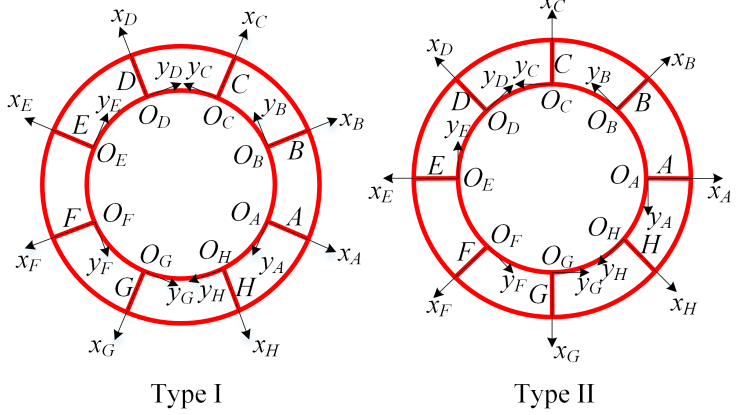 x_D x_C
D y_D y_C C
x_E E y_E O_D O_C y_B x_B
O_E O_B B
F O_F O_A A
x_F y_F O_G O_H y_A x_A
G y_G y_H H
x_G x_H
Type I
x_C
x_D C x_B
D y_D y_C y_B B
y_E O_D O_C O_B
x_E E O_E O_A A x_A
F O_F O_G O_H y_A H
x_F y_F G y_G y_H x_H
x_G
Type II